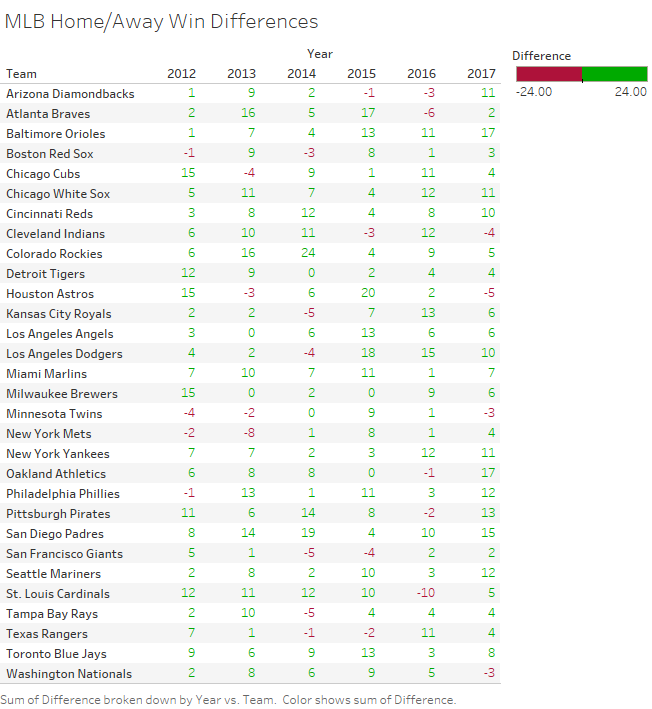 MLB Home/Away Win Differences
Year
Team 2012 2013 2014 2015 2016 2017
Arizona Diamondbacks 1 9 2 -1 -3 11
Atlanta Braves 2 16 5 17 -6 2
Baltimore Orioles 1 7 4 13 11 17
Boston Red Sox -1 9 -3 8 1 3
Chicago Cubs 15 -4 9 1 11 4
Chicago White Sox 5 11 7 4 12 11
Cincinnati Reds 3 8 12 4 8 10
Cleveland Indians 6 10 11 -3 12 -4
Colorado Rockies 6 16 24 4 9 5
Detroit Tigers 12 9 0 2 4 4
Houston Astros 15 -3 6 20 2 -5
Kansas City Royals 2 2 -5 7 13 6
Los Angeles Angels 3 0 6 13 6 6
Los Angeles Dodgers 4 2 -4 18 15 10
Miami Marlins 7 10 7 11 1 7
Milwaukee Brewers 15 0 2 0 9 6
Minnesota Twins -4 -2 0 9 1 -3
New York Mets -2 -8 1 8 1 4
New York Yankees 7 7 2 3 12 11
Oakland Athletics 6 8 8 0 -1 17
Philadelphia Phillies -1 13 1 11 3 12
Pittsburgh Pirates 11 6 14 8 -2 13
San Diego Padres 8 14 19 4 10 15
San Francisco Giants 5 1 -5 -4 2 2
Seattle Mariners 2 8 2 10 3 12
St. Louis Cardinals 12 11 12 10 -10 5
Tampa Bay Rays 2 10 -5 4 4 4
Texas Rangers 7 1 -1 -2 11 4
Toronto Blue Jays 9 6 9 13 3 8
Washington Nationals 2 8 6 9 5 -3
Sum of Difference broken down by Year vs. Team. Color shows sum of Difference.
Difference
-24.00 24.00